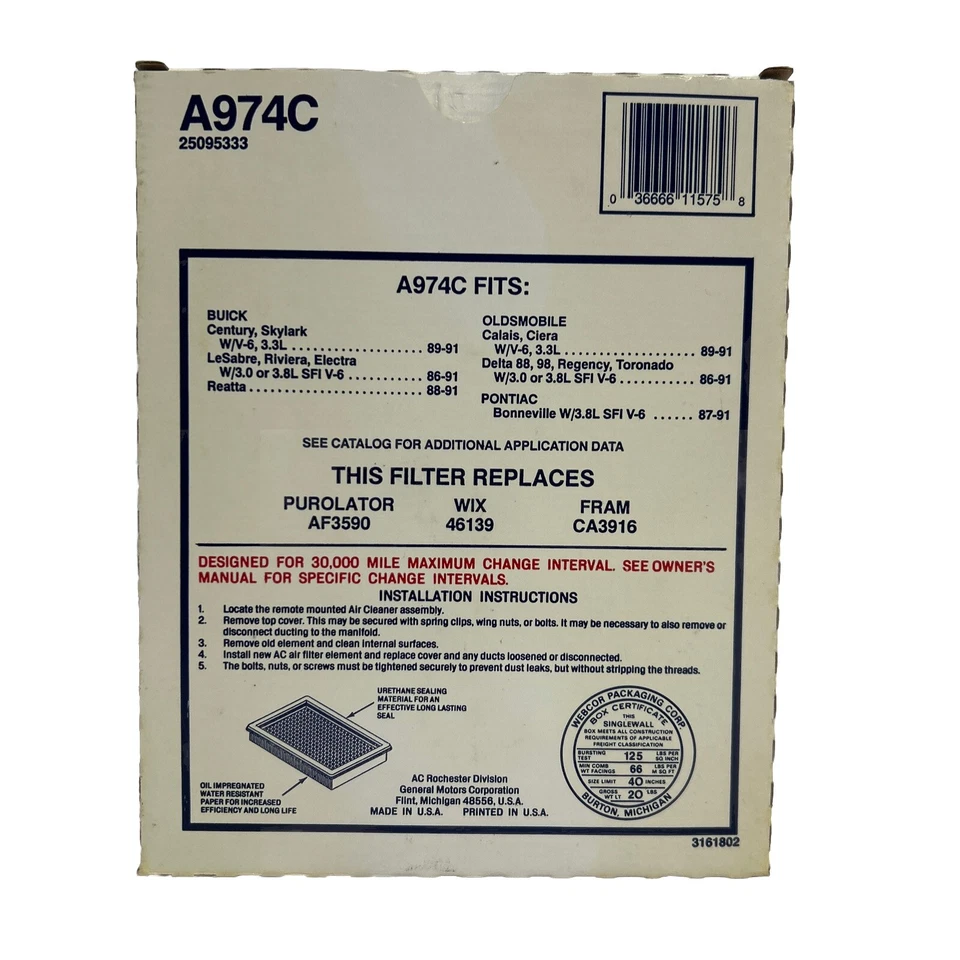 A974C
25095333
0 36666 11575 8
A974C FITS:
BUICK
Century, Skylark
W/V-6, 3.3L ........................ 89-91
LeSabre, Riviera, Electra
W/3.0 or 3.8L SFI V-6 ........... 86-91
Reatta ........................... 88-91
OLDSMOBILE
Calais, Ciera
W/V-6, 3.3L .................... 89-91
Delta 88, 98, Regency, Toronado
W/3.0 or 3.8L SFI V-6 ........... 86-91
PONTIAC
Bonneville W/3.8L SFI V-6 ...... 87-91
SEE CATALOG FOR ADDITIONAL APPLICATION DATA
THIS FILTER REPLACES
PUROLATOR WIX FRAM
AF3590 46139 CA3916
DESIGNED FOR 30,000 MILE MAXIMUM CHANGE INTERVAL. SEE OWNER'S
MANUAL FOR SPECIFIC CHANGE INTERVALS.
INSTALLATION INSTRUCTIONS
1. Locate the remote mounted Air Cleaner assembly.
2. Remove top cover. This may be secured with spring clips, wing nuts, or bolts. It may be necessary to also remove or
disconnect ducting to the manifold.
3. Remove old element and clean internal surfaces.
4. Install new AC air filter element and replace cover and any ducts loosened or disconnected.
5. The bolts, nuts, or screws must be tightened securely to prevent dust leaks, but without stripping the threads.
URETHANE SEALING
MATERIAL FOR AN
EFFECTIVE LONG LASTING
SEAL
OIL IMPREGNATED
WATER RESISTANT
PAPER FOR INCREASED
EFFICIENCY AND LONG LIFE
AC Rochester Division
General Motors Corporation
Flint, Michigan 48556, U.S.A.
MADE IN U.S.A. PRINTED IN U.S.A.
WEBCOR PACKAGING CORP.
BOX CERTIFICATE
THIS
SINGLEWALL
BOX MEETS ALL CONSTRUCTION
REQUIREMENTS OF APPLICABLE
FREIGHT CLASSIFICATION
BURSTING TEST 125 LBS PER SQ INCH
MIN COMB WT FACINGS 66 LBS PER M SQ FT
SIZE LIMIT 40 INCHES
GROSS WT LT 20 LBS
BURTON, MICHIGAN
3161802